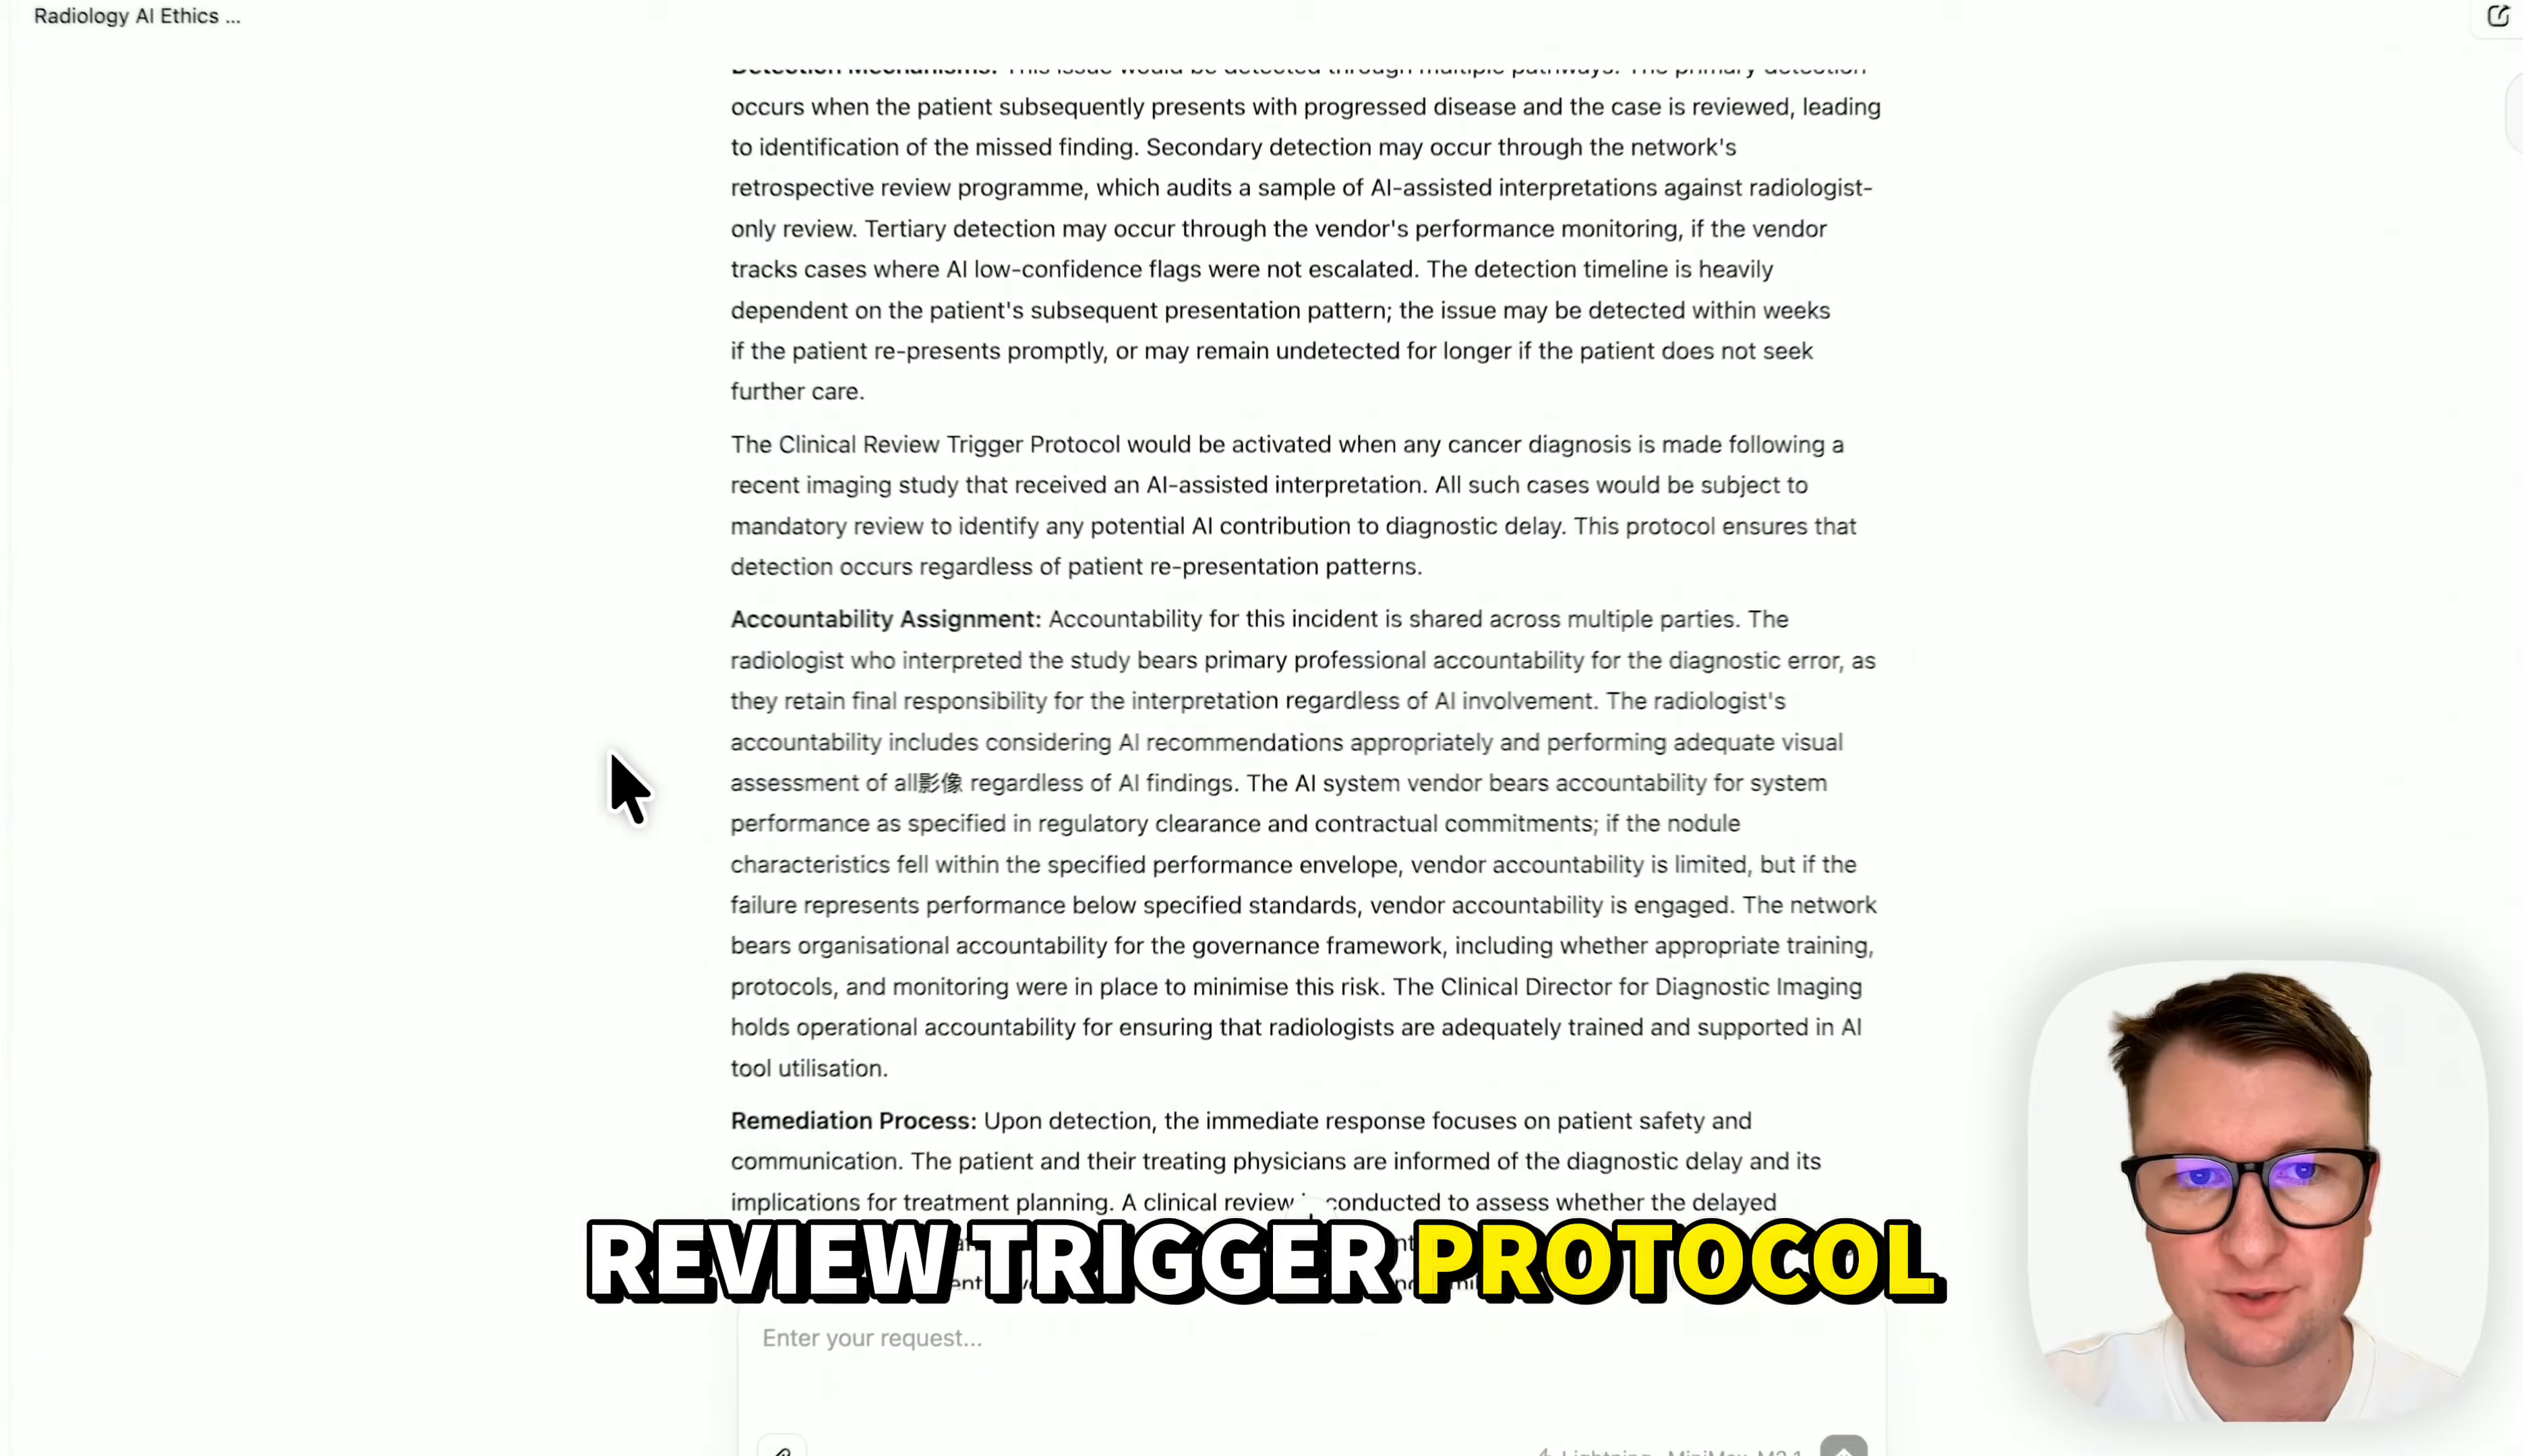 Radiology AI Ethics ...
Detection Mechanisms: This issue would be detected through multiple pathways. The primary detection
occurs when the patient subsequently presents with progressed disease and the case is reviewed, leading
to identification of the missed finding. Secondary detection may occur through the network's
retrospective review programme, which audits a sample of AI-assisted interpretations against radiologist-
only review. Tertiary detection may occur through the vendor's performance monitoring, if the vendor
tracks cases where AI low-confidence flags were not escalated. The detection timeline is heavily
dependent on the patient's subsequent presentation pattern; the issue may be detected within weeks
if the patient re-presents promptly, or may remain undetected for longer if the patient does not seek
further care.
The Clinical Review Trigger Protocol would be activated when any cancer diagnosis is made following a
recent imaging study that received an AI-assisted interpretation. All such cases would be subject to
mandatory review to identify any potential AI contribution to diagnostic delay. This protocol ensures that
detection occurs regardless of patient re-presentation patterns.
Accountability Assignment: Accountability for this incident is shared across multiple parties. The
radiologist who interpreted the study bears primary professional accountability for the diagnostic error, as
they retain final responsibility for the interpretation regardless of AI involvement. The radiologist's
accountability includes considering AI recommendations appropriately and performing adequate visual
assessment of all影像 regardless of AI findings. The AI system vendor bears accountability for system
performance as specified in regulatory clearance and contractual commitments; if the nodule
characteristics fell within the specified performance envelope, vendor accountability is limited, but if the
failure represents performance below specified standards, vendor accountability is engaged. The network
bears organisational accountability for the governance framework, including whether appropriate training,
protocols, and monitoring were in place to minimise this risk. The Clinical Director for Diagnostic Imaging
holds operational accountability for ensuring that radiologists are adequately trained and supported in AI
tool utilisation.
Remediation Process: Upon detection, the immediate response focuses on patient safety and
communication. The patient and their treating physicians are informed of the diagnostic delay and its
implications for treatment planning. A clinical review conducted to assess whether the delayed
REVIEW TRIGGER PROTOCOL
Enter your request...